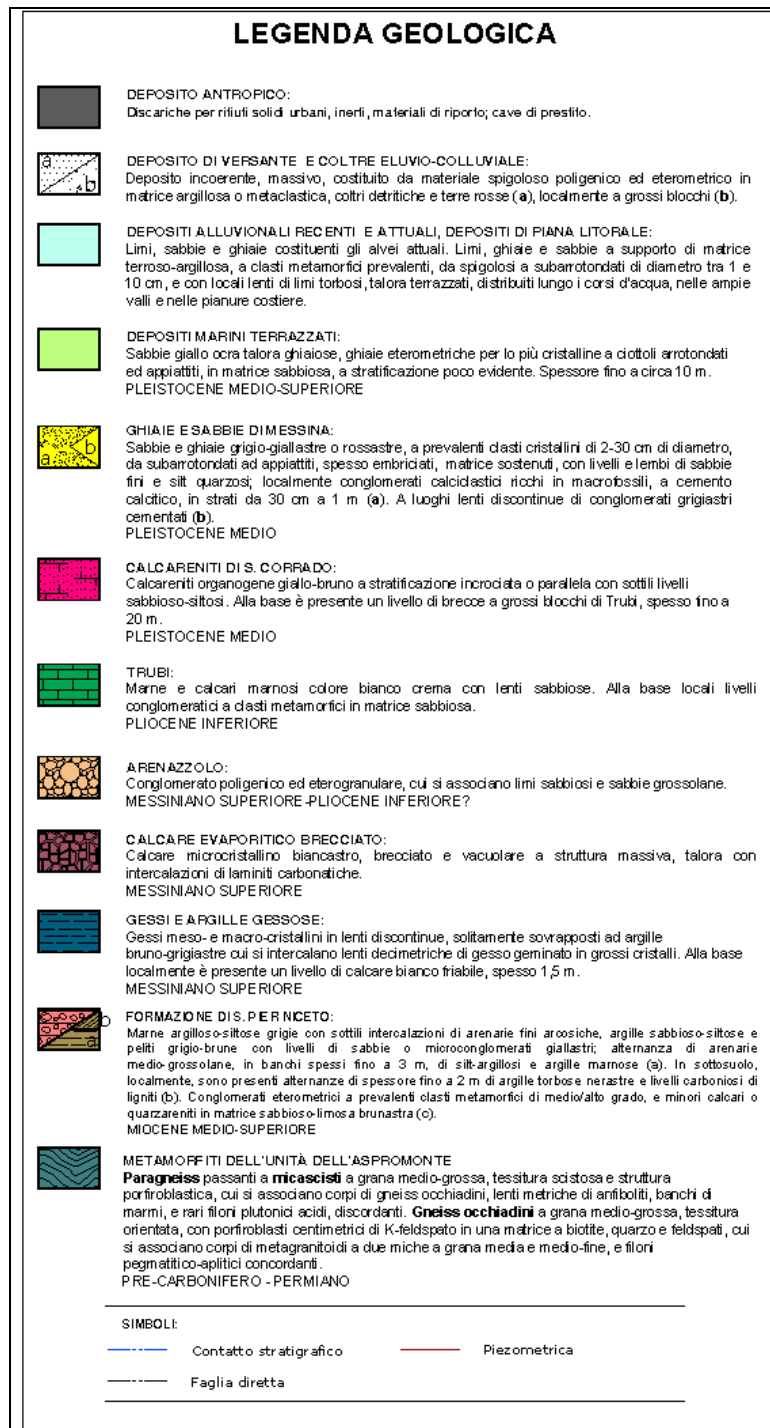 LEGENDA GEOLOGICA
DEPOSITO ANTROPICO:
Discariche per rifiuti solidi urbani, inerti, materiali di riporto; cave di prestito.
a
b
DEPOSITO DI VERSANTE E COLTRE ELUVIO-COLLUVIALE:
Deposito incoerente, massivo, costituito da materiale spigoloso poligenico ed eterometrico in
matrice argillosa o metaclastica, coltri detritiche e terre rosse (a), localmente a grossi blocchi (b).
DEPOSITI ALLUVIONALI RECENTI E ATTUALI, DEPOSITI DI PIANA LITORALE:
Limi, sabbie e ghiaie costituenti gli alvei attuali. Limi, ghiaie e sabbie a supporto di matrice
terroso-argillosa, a clasti metamorfici prevalenti, da spigolosi a subarrotondati di diametro tra 1 e
10 cm, e con locali lenti di limi torbosi, talora terrazzati, distribuiti lungo i corsi d'acqua, nelle ampie
valli e nelle pianure costiere.
DEPOSITI MARINI TERRAZZATI:
Sabbie giallo ocra talora ghiaiose, ghiaie eterometriche per lo più cristalline a ciottoli arrotondati
ed appiattiti, in matrice sabbiosa, a stratificazione poco evidente. Spessore fino a circa 10 m.
PLEISTOCENE MEDIO-SUPERIORE
a
b
GHIAIE E SABBIE DI MESSINA:
Sabbie e ghiaie grigio-giallastre o rossastre, a prevalenti clasti cristallini di 2-30 cm di diametro,
da subarrotondati ad appiattiti, spesso embriciati, matrice sostenuti, con livelli e lembi di sabbie
fini e silt quarzosi; localmente conglomerati calciclastici ricchi in macrofossili, a cemento
calcitico, in strati da 30 cm a 1 m (a). A luoghi lenti discontinue di conglomerati grigiastri
cementati (b).
PLEISTOCENE MEDIO
CALCARENITI DI S. CORRADO:
Calcareniti organogene giallo-bruno a stratificazione incrociata o parallela con sottili livelli
sabbioso-siltosi. Alla base è presente un livello di brecce a grossi blocchi di Trubi, spesso fino a
20 m.
PLEISTOCENE MEDIO
TRUBI:
Marne e calcari marnosi colore bianco crema con lenti sabbiose. Alla base locali livelli
conglomeratici a clasti metamorfici in matrice sabbiosa.
PLIOCENE INFERIORE
ARENAZZOLO:
Conglomerato poligenico ed eterogranulare, cui si associano limi sabbiosi e sabbie grossolane.
MESSINIANO SUPERIORE-PLIOCENE INFERIORE?
CALCARE EVAPORITICO BRECCIATO:
Calcare microcristallino biancastro, brecciato e vacuolare a struttura massiva, talora con
intercalazioni di laminiti carbonatiche.
MESSINIANO SUPERIORE
GESSI E ARGILLE GESSOSE:
Gessi meso- e macro-cristallini in lenti discontinue, solitamente sovrapposti ad argille
bruno-grigiastre cui si intercalano lenti decimetriche di gesso geminato in grossi cristalli. Alla base
localmente è presente un livello di calcare bianco friabile, spesso 1,5 m.
MESSINIANO SUPERIORE
b
a
FORMAZIONE DI S. PIER NICETO:
Marne argilloso-siltose grigie con sottili intercalazioni di arenarie fini arcosiche, argille sabbioso-siltose e
peliti grigio-brune con livelli di sabbie o microconglomerati giallastri; alternanza di arenarie
medio-grossolane, in banchi spessi fino a 3 m, di silt-argillosi e argille marnose (a). In sottosuolo,
localmente, sono presenti alternanze di spessore fino a 2 m di argille torbose nerastre e livelli carboniosi di
ligniti (b). Conglomerati eterometrici a prevalenti clasti metamorfici di medio/alto grado, e minori calcari o
quarzareniti in matrice sabbioso-limosa brunastra (c).
MIOCENE MEDIO-SUPERIORE
METAMORFITI DELL'UNITÀ DELL'ASPROMONTE
Paragneiss passanti a micascisti a grana medio-grossa, tessitura scistosa e struttura
porfiroblastica, cui si associano corpi di gneiss occhiadini, lenti metriche di anfiboliti, banchi di
marmi, e rari filoni plutonici acidi, discordanti. Gneiss occhiadini a grana medio-grossa, tessitura
orientata, con porfiroblasti centimetrici di K-feldspato in una matrice a biotite, quarzo e feldspati, cui
si associano corpi di metagranitoidi a due miche a grana media e medio-fine, e filoni
pegmatitico-aplitici concordanti.
PRE-CARBONIFERO - PERMIANO
SIMBOLI:
Contatto stratigrafico
Piezometrica
Faglia diretta